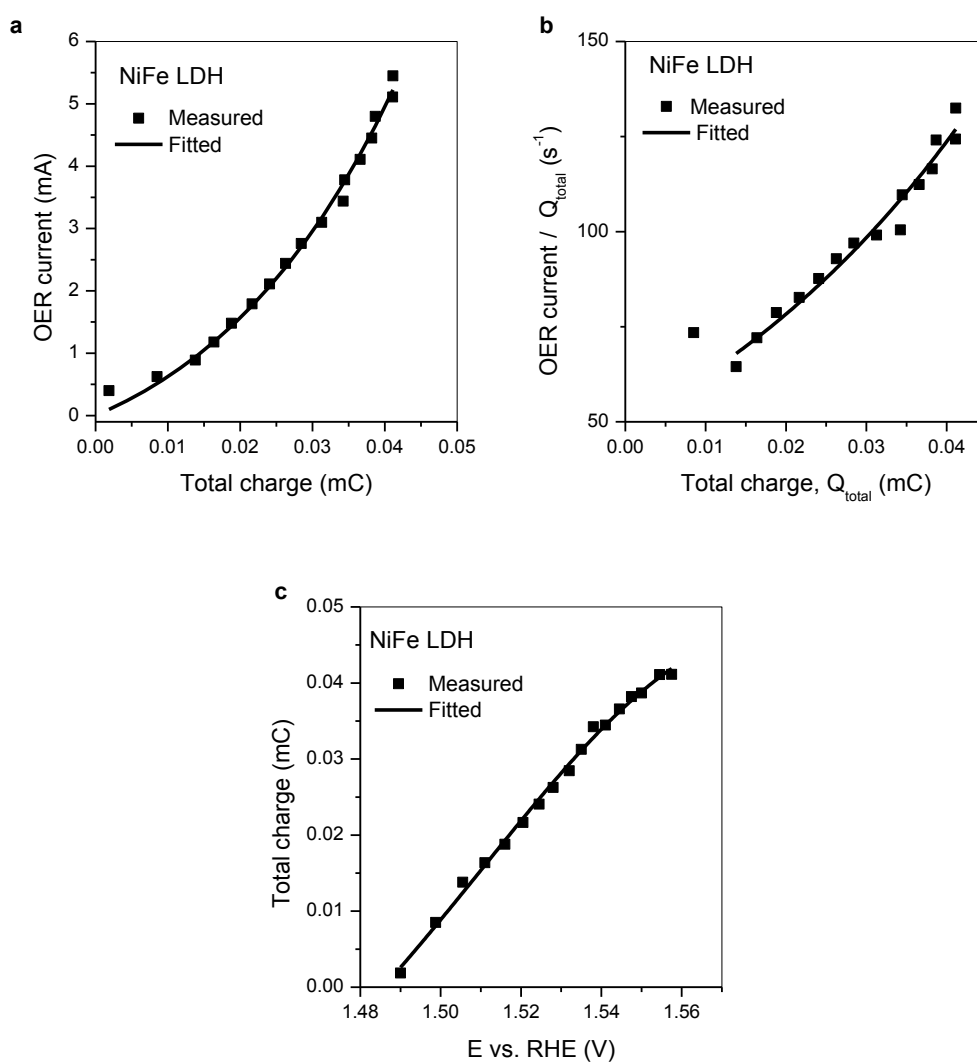 a
6
5
4
3
2
1
0
0.00 0.01 0.02 0.03 0.04 0.05
OER current (mA)
Total charge (mC)
NiFe LDH
Measured
Fitted
b
150
100
50
0.00 0.01 0.02 0.03 0.04
OER current / Q_total (s⁻¹)
Total charge, Q_total (mC)
NiFe LDH
Measured
Fitted
c
0.05
0.04
0.03
0.02
0.01
0.00
1.48 1.50 1.52 1.54 1.56
Total charge (mC)
E vs. RHE (V)
NiFe LDH
Measured
Fitted